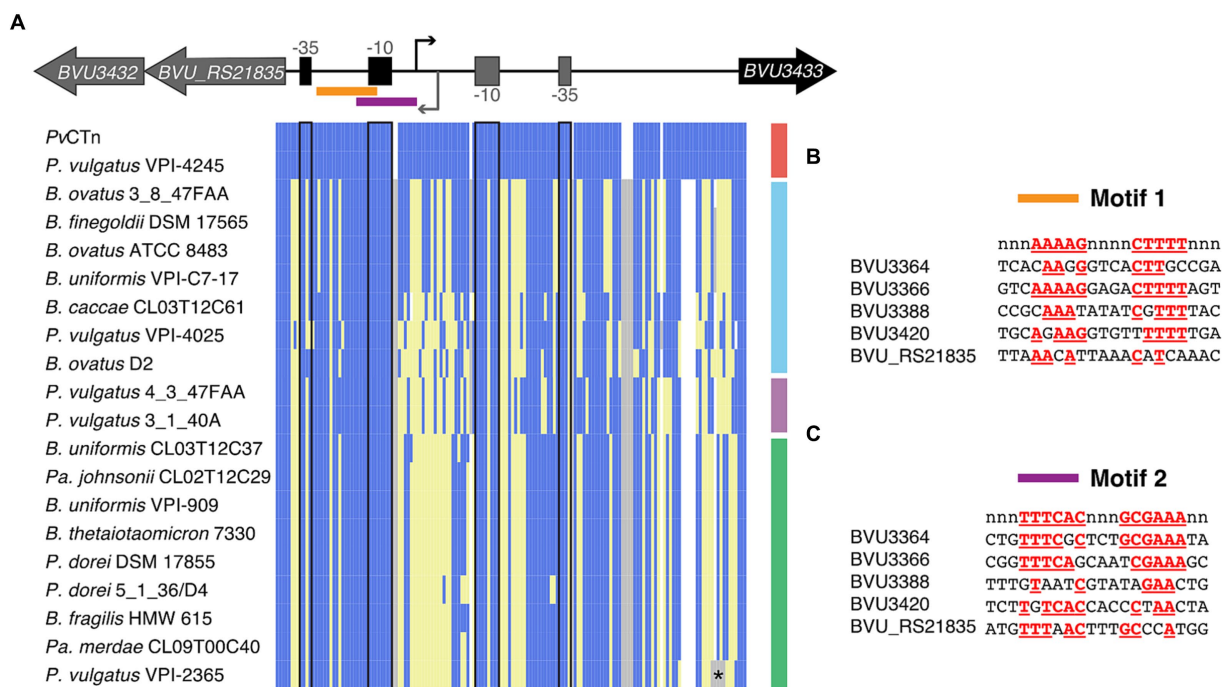 A
-35
-10
BVU3432
BVU_RS21835
-10
-35
BVU3433
PvCTn
P. vulgatus VPI-4245
B. ovatus 3_8_47FAA
B. finegoldii DSM 17565
B. ovatus ATCC 8483
B. uniformis VPI-C7-17
B. caccae CL03T12C61
P. vulgatus VPI-4025
B. ovatus D2
P. vulgatus 4_3_47FAA
P. vulgatus 3_1_40A
B. uniformis CL03T12C37
Pa. johnsonii CL02T12C29
B. uniformis VPI-909
B. thetaiotaomicron 7330
P. dorei DSM 17855
P. dorei 5_1_36/D4
B. fragilis HMW 615
Pa. merdae CL09T00C40
P. vulgatus VPI-2365
*
B
Motif 1
nnnAAAAGnnnnCTTTTnnn
BVU3364 TCACAAGGGTCACTTGCCGA
BVU3366 GTCAAAAGGAGACTTTTAGT
BVU3388 CCGCAAATATATCGTTTTAC
BVU3420 TGCAGAAGGTGTTTTTTTGA
BVU_RS21835 TTAAACATTAAACATCAAAC
C
Motif 2
nnnTTTCACnnnGCGAAAnn
BVU3364 CTGTTTCGCTCTGCGAAATA
BVU3366 CGGTTTCAGCAATCGAAAGC
BVU3388 TTTGTAATCGTATAGAACTG
BVU3420 TCTTGTCACCACCCTAACTA
BVU_RS21835 ATGTTTAACTTTGCCCATGG